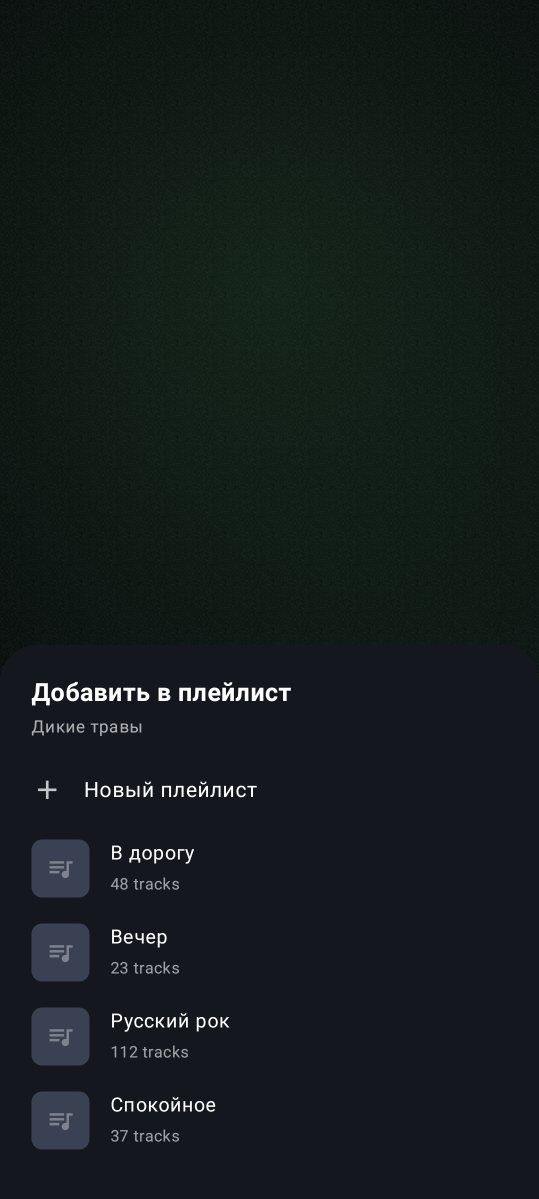 Добавить в плейлист
Дикие травы
Новый плейлист
В дорогу
48 tracks
Вечер
23 tracks
Русский рок
112 tracks
Спокойное
37 tracks